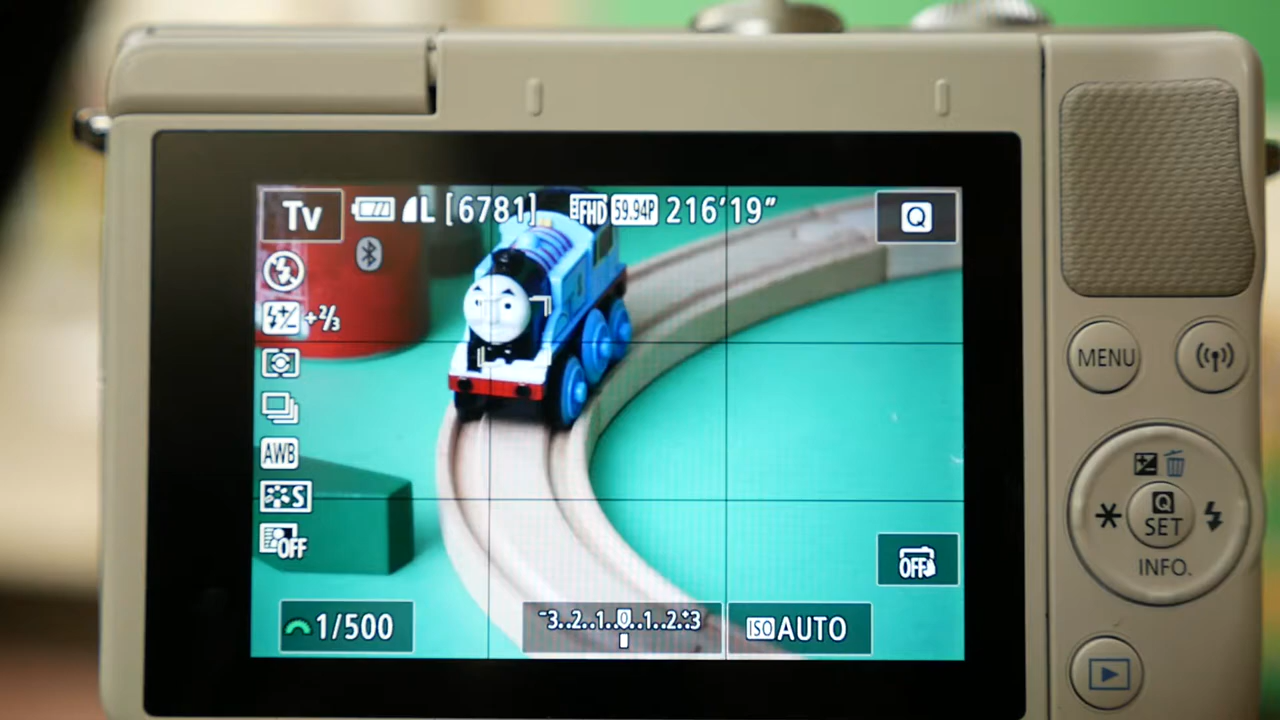 Tv L [6781] FHD 59.94P 216'19" Q
+2/3
AWB
S
OFF
OFF
1/500 -3..2..1..0..1..2..+3 ISO AUTO
MENU
Q
SET
INFO.